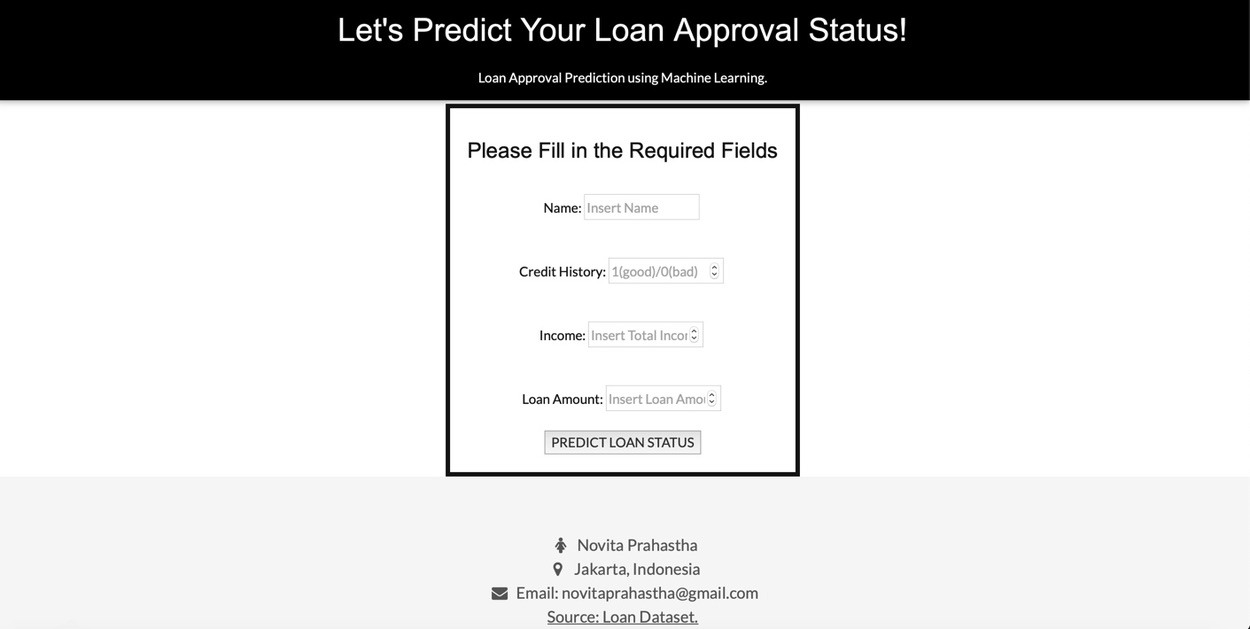 Let's Predict Your Loan Approval Status!
Loan Approval Prediction using Machine Learning.
Please Fill in the Required Fields
Name: Insert Name
Credit History: 1(good)/0(bad)
Income: Insert Total Incor
Loan Amount: Insert Loan Amou
PREDICT LOAN STATUS
Novita Prahastha
Jakarta, Indonesia
Email: novitaprahastha@gmail.com
Source: Loan Dataset.